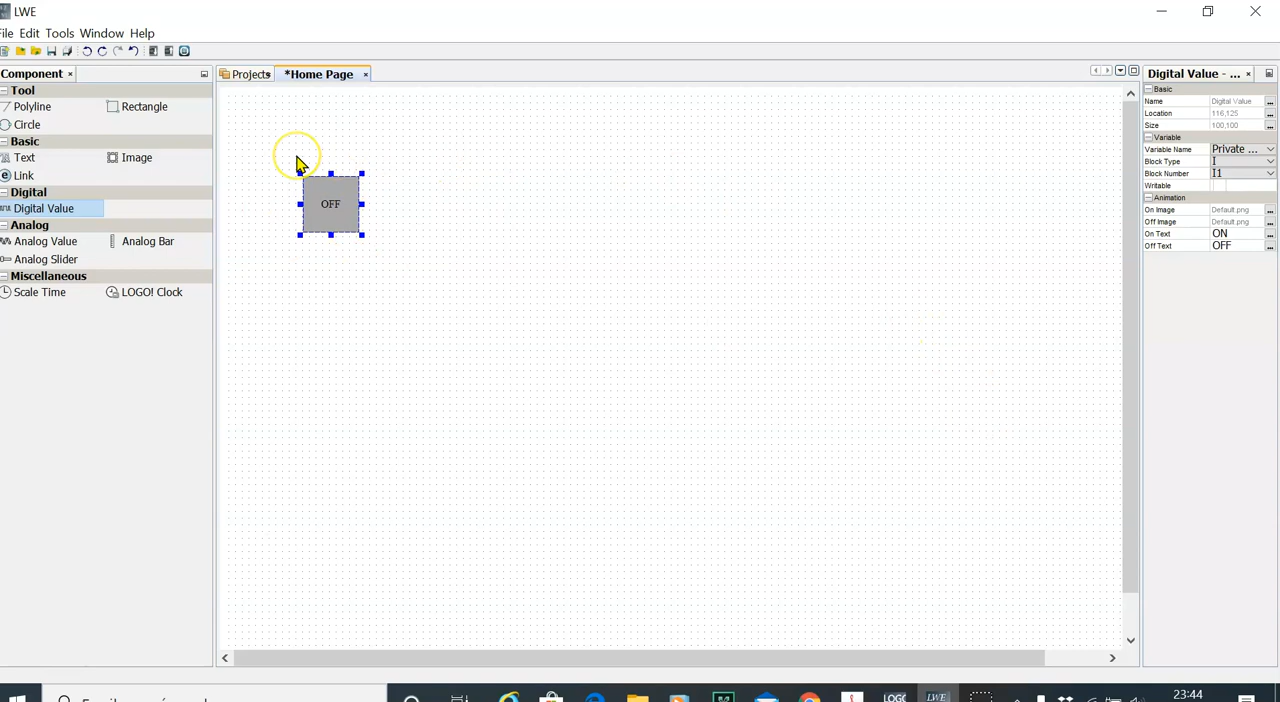 LWE
File Edit Tools Window Help
Component
Projects
*Home Page
Digital Value - ...
Tool
Polyline
Rectangle
Circle
Basic
Text
Image
Link
Digital
Digital Value
Analog
Analog Value
Analog Bar
Analog Slider
Miscellaneous
Scale Time
LOGO! Clock
OFF
Basic
Name Digital Value ...
Location 116,125 ...
Size 100,100 ...
Variable
Variable Name Private ...
Block Type I
Block Number I1
Writable
Animation
On Image Default.png ...
Off Image Default.png ...
On Text ON ...
Off Text OFF ...
LOGO
LWE
23:44